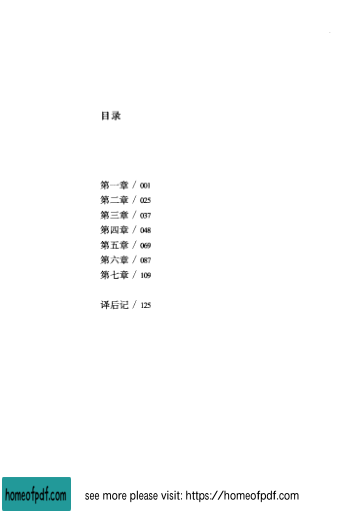 目录
第一章 / 001
第二章 / 025
第三章 / 037
第四章 / 048
第五章 / 069
第六章 / 087
第七章 / 109
译后记 / 125
homeofpdf.com
see more please visit: https://homeofpdf.com